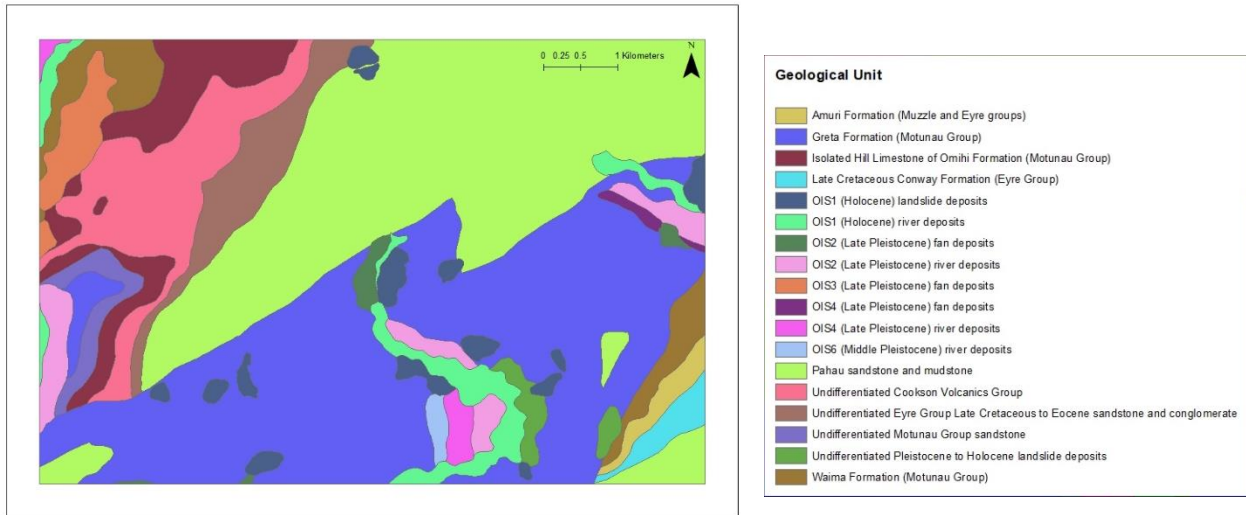 N
0 0.25 0.5 1 Kilometers
Geological Unit
Amuri Formation (Muzzle and Eyre groups)
Greta Formation (Motunau Group)
Isolated Hill Limestone of Omihi Formation (Motunau Group)
Late Cretaceous Conway Formation (Eyre Group)
OIS1 (Holocene) landslide deposits
OIS1 (Holocene) river deposits
OIS2 (Late Pleistocene) fan deposits
OIS2 (Late Pleistocene) river deposits
OIS3 (Late Pleistocene) fan deposits
OIS4 (Late Pleistocene) fan deposits
OIS4 (Late Pleistocene) river deposits
OIS6 (Middle Pleistocene) river deposits
Pahau sandstone and mudstone
Undifferentiated Cookson Volcanics Group
Undifferentiated Eyre Group Late Cretaceous to Eocene sandstone and conglomerate
Undifferentiated Motunau Group sandstone
Undifferentiated Pleistocene to Holocene landslide deposits
Waima Formation (Motunau Group)